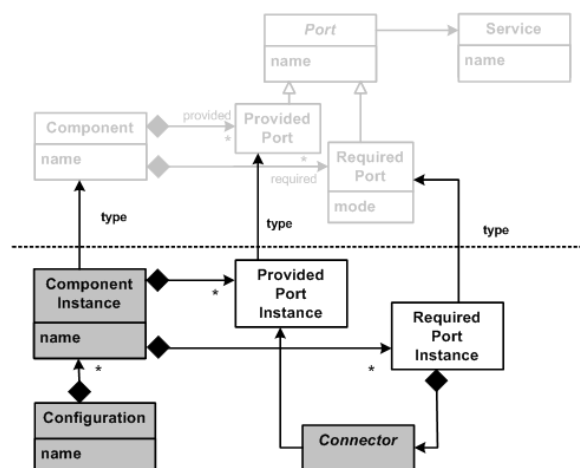 Port
name
Service
name
Component
name
provided
*
Provided
Port
*
required
Required
Port
mode
type
type
type
Component
Instance
name
*
Provided
Port
Instance
*
Required
Port
Instance
*
Configuration
name
Connector